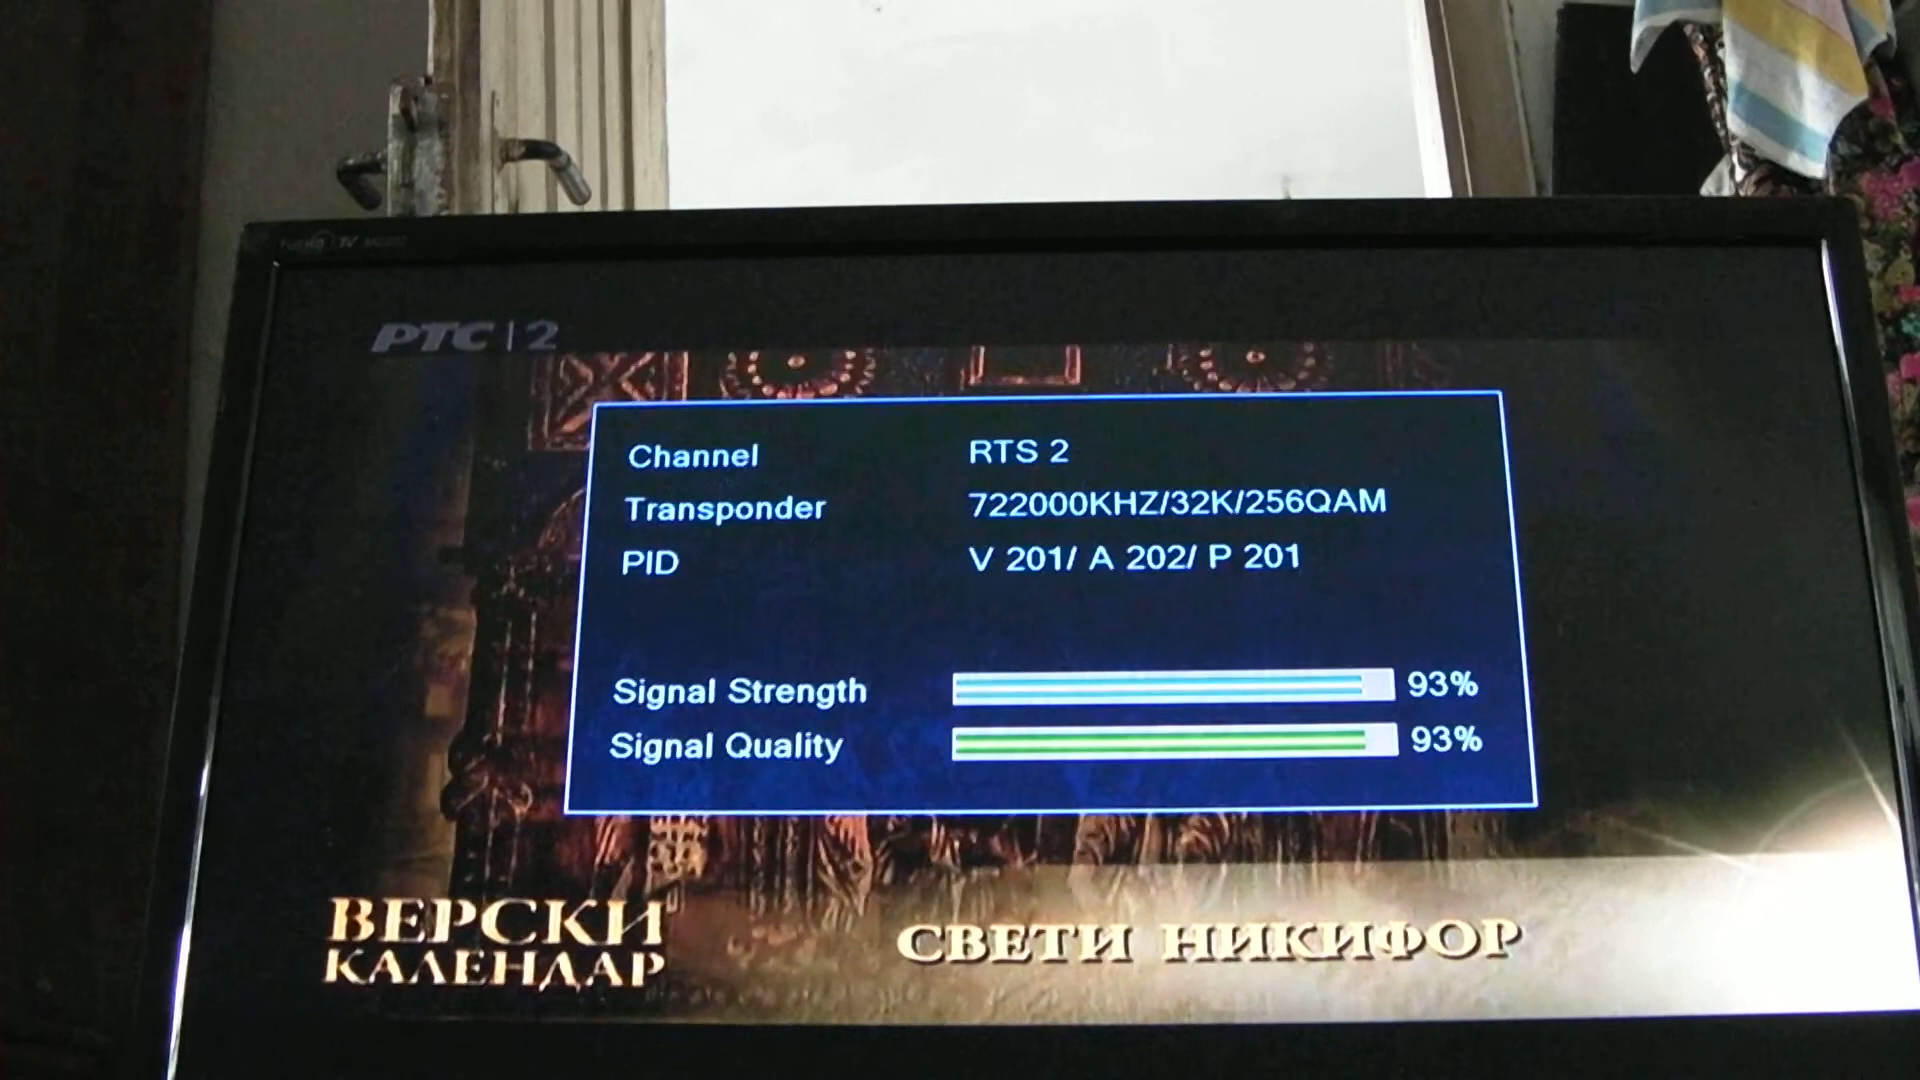 РТС | 2
Channel RTS 2
Transponder 722000KHZ/32K/256QAM
PID V 201/ A 202/ P 201
Signal Strength 93%
Signal Quality 93%
ВЕРСКИ
КАЛЕНДАР
СВЕТИ НИКИФОР